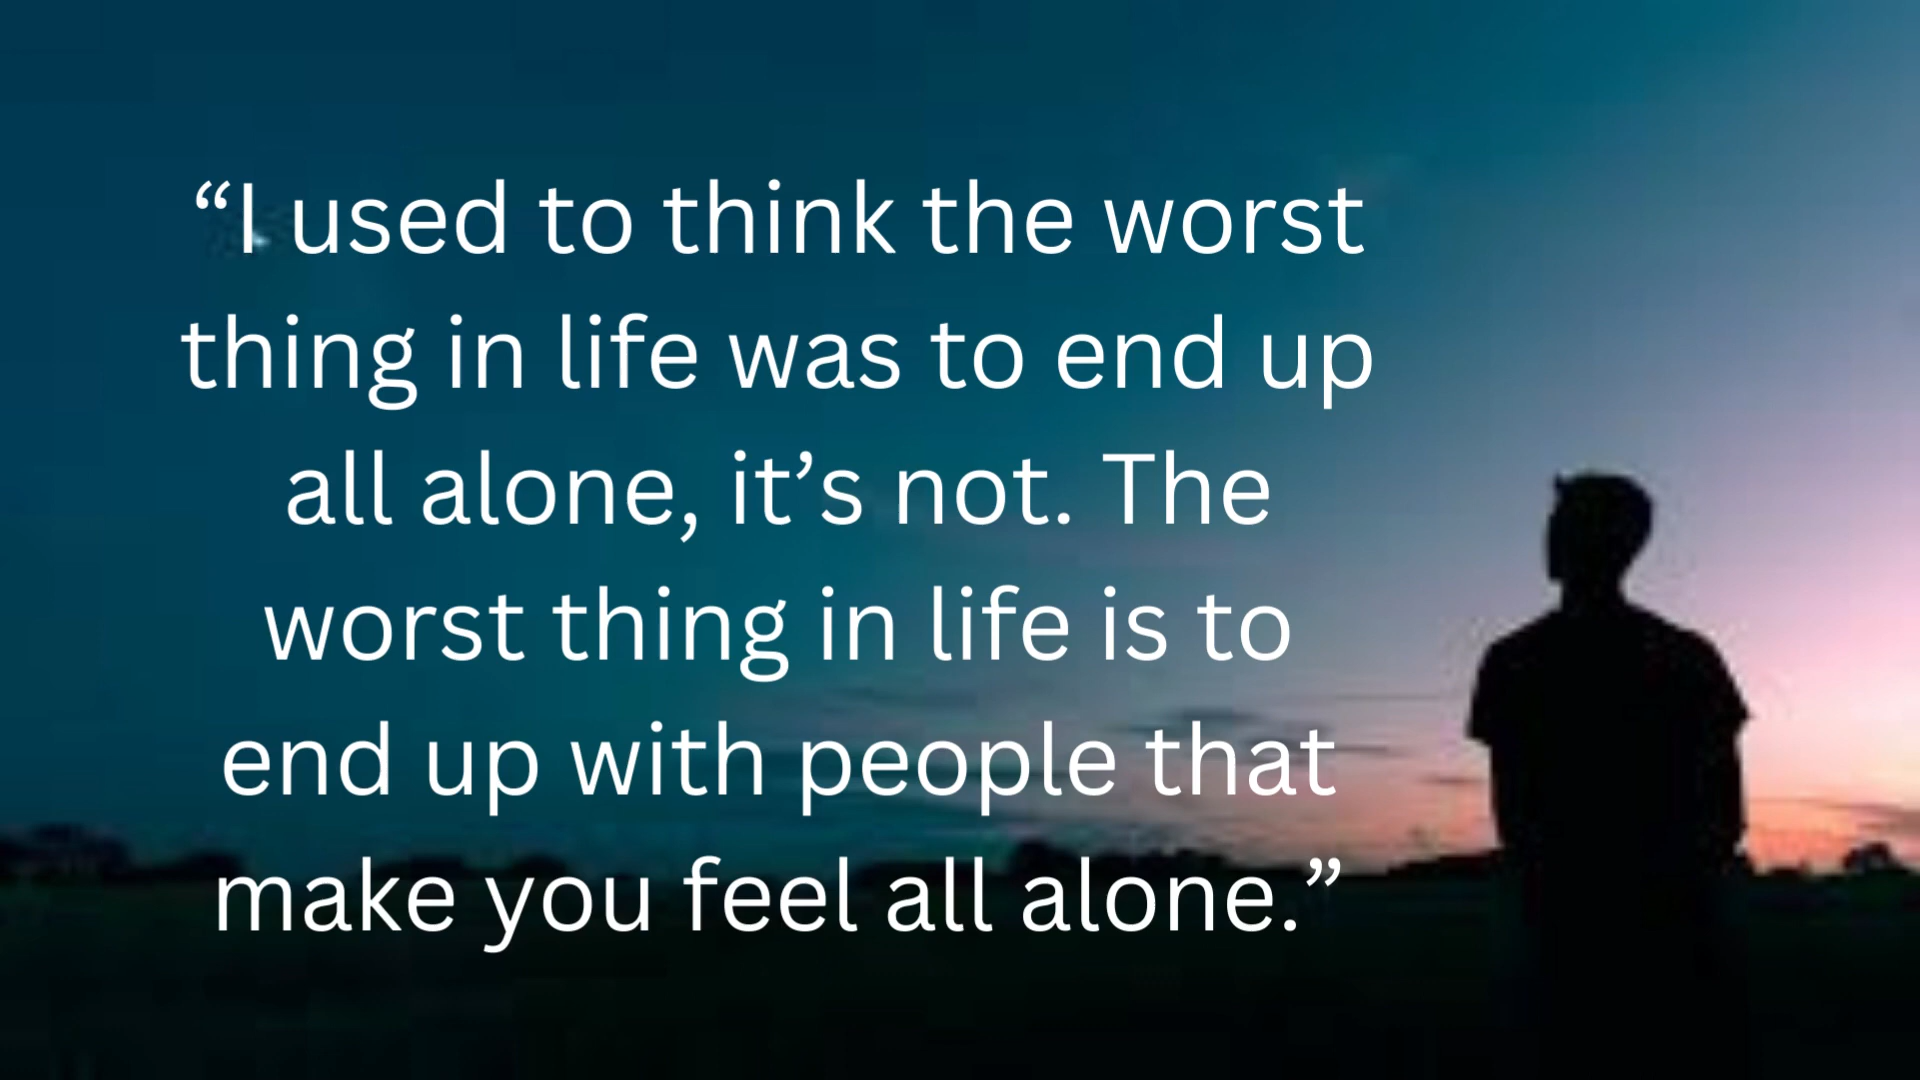 “I used to think the worst
thing in life was to end up
all alone, it’s not. The
worst thing in life is to
end up with people that
make you feel all alone.”